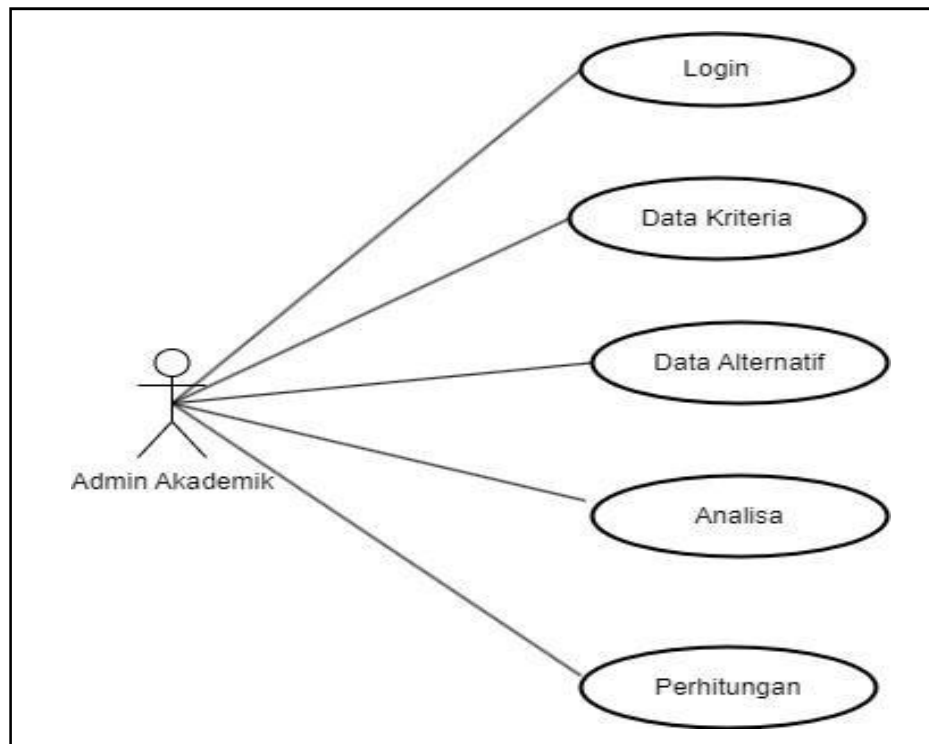 Login
Data Kriteria
Data Alternatif
Admin Akademik
Analisa
Perhitungan